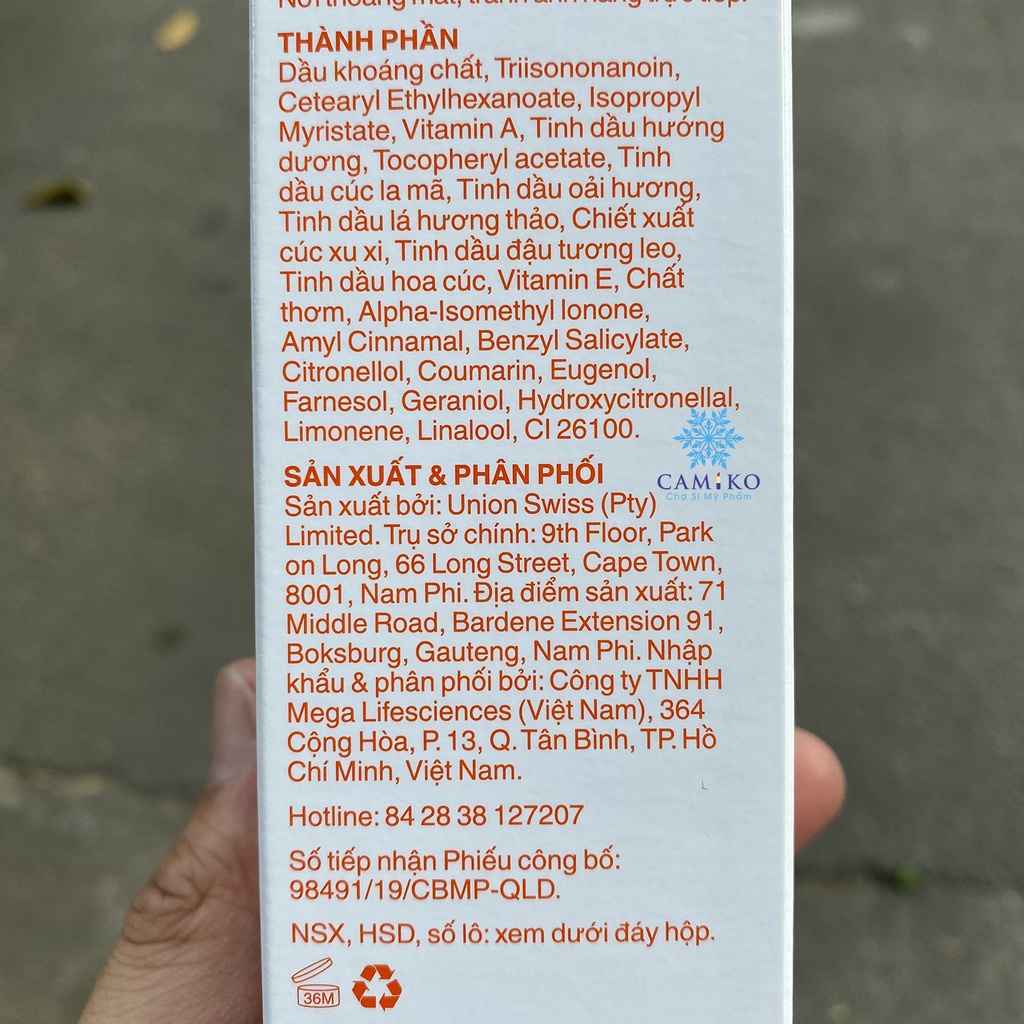 Nơi thoáng mát, tránh ánh nắng trực tiếp.
THÀNH PHẦN
Dầu khoáng chất, Triisononanoin,
Cetearyl Ethylhexanoate, Isopropyl
Myristate, Vitamin A, Tinh dầu hướng
dương, Tocopheryl acetate, Tinh
dầu cúc la mã, Tinh dầu oải hương,
Tinh dầu lá hương thảo, Chiết xuất
cúc xu xi, Tinh dầu đậu tương leo,
Tinh dầu hoa cúc, Vitamin E, Chất
thơm, Alpha-Isomethyl Ionone,
Amyl Cinnamal, Benzyl Salicylate,
Citronellol, Coumarin, Eugenol,
Farnesol, Geraniol, Hydroxycitronellal,
Limonene, Linalool, CI 26100.
CAMIKO
Chợ Sỉ Mỹ Phẩm
SẢN XUẤT & PHÂN PHỐI
Sản xuất bởi: Union Swiss (Pty)
Limited. Trụ sở chính: 9th Floor, Park
on Long, 66 Long Street, Cape Town,
8001, Nam Phi. Địa điểm sản xuất: 71
Middle Road, Bardene Extension 91,
Boksburg, Gauteng, Nam Phi. Nhập
khẩu & phân phối bởi: Công ty TNHH
Mega Lifesciences (Việt Nam), 364
Cộng Hòa, P. 13, Q. Tân Bình, TP. Hồ
Chí Minh, Việt Nam.
Hotline: 84 28 38 127207
Số tiếp nhận Phiếu công bố:
98491/19/CBMP-QLD.
NSX, HSD, số lô: xem dưới đáy hộp.
36M